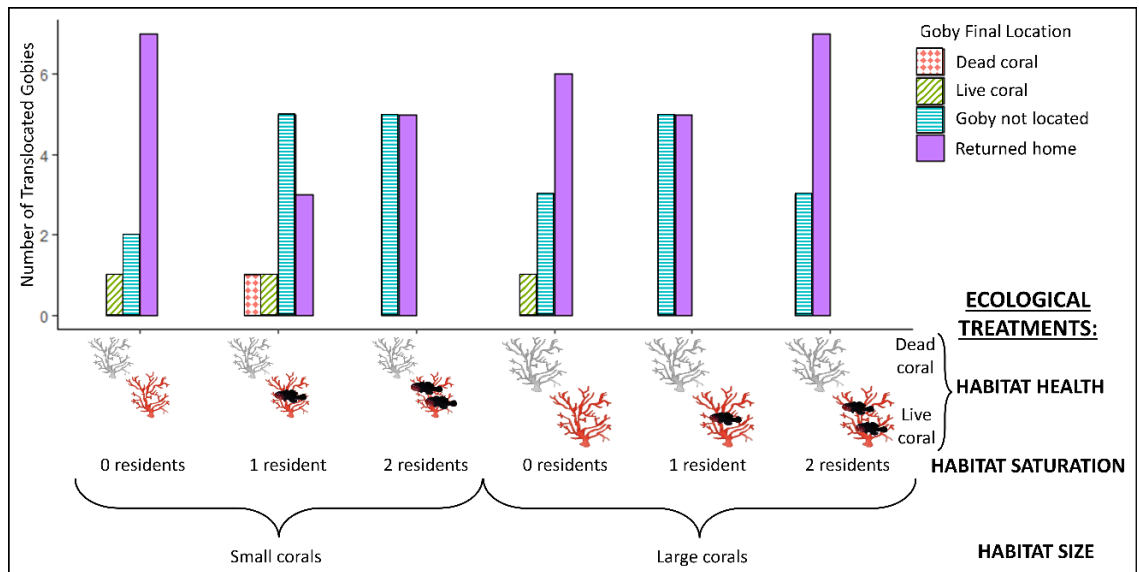 Goby Final Location
Dead coral
Live coral
Goby not located
Returned home
Number of Translocated Gobies
6
4
2
0
ECOLOGICAL
TREATMENTS:
Dead
coral
HABITAT HEALTH
Live
coral
0 residents
1 resident
2 residents
0 residents
1 resident
2 residents
HABITAT SATURATION
Small corals
Large corals
HABITAT SIZE